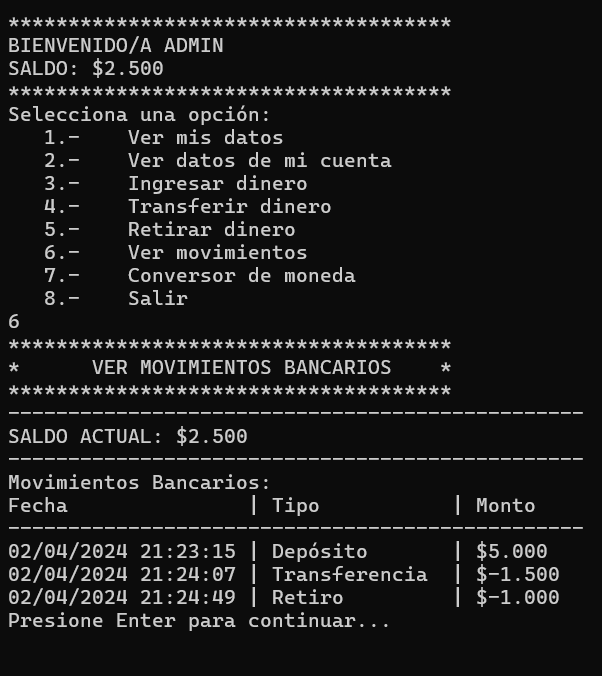 *************************************
BIENVENIDO/A ADMIN
SALDO: $2.500
*************************************
Selecciona una opción:
   1.-    Ver mis datos
   2.-    Ver datos de mi cuenta
   3.-    Ingresar dinero
   4.-    Transferir dinero
   5.-    Retirar dinero
   6.-    Ver movimientos
   7.-    Conversor de moneda
   8.-    Salir
6
*************************************
*      VER MOVIMIENTOS BANCARIOS    *
*************************************
------------------------------------------------
SALDO ACTUAL: $2.500
------------------------------------------------
Movimientos Bancarios:
Fecha               | Tipo           | Monto
------------------------------------------------
02/04/2024 21:23:15 | Depósito       | $5.000
02/04/2024 21:24:07 | Transferencia  | $-1.500
02/04/2024 21:24:49 | Retiro         | $-1.000
Presione Enter para continuar...